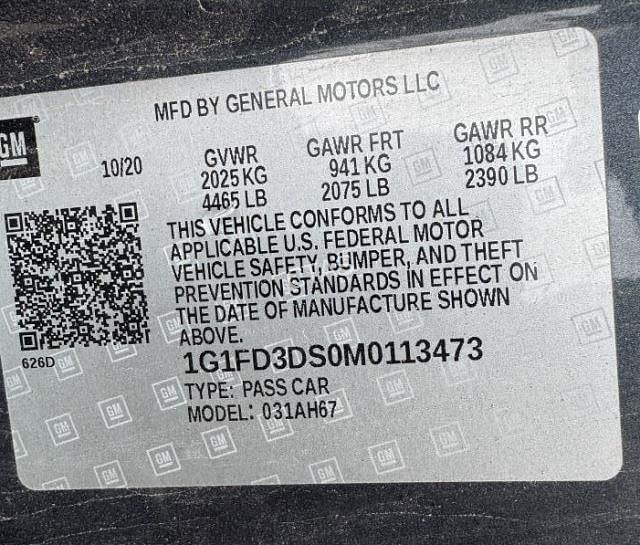 MFD BY GENERAL MOTORS LLC
GM
10/20
GVWR
2025 KG
4465 LB
GAWR FRT
941 KG
2075 LB
GAWR RR
1084 KG
2390 LB
THIS VEHICLE CONFORMS TO ALL
APPLICABLE U.S. FEDERAL MOTOR
VEHICLE SAFETY, BUMPER, AND THEFT
PREVENTION STANDARDS IN EFFECT ON
THE DATE OF MANUFACTURE SHOWN
ABOVE.
626D
1G1FD3DS0M0113473
TYPE: PASS CAR
MODEL: 031AH67